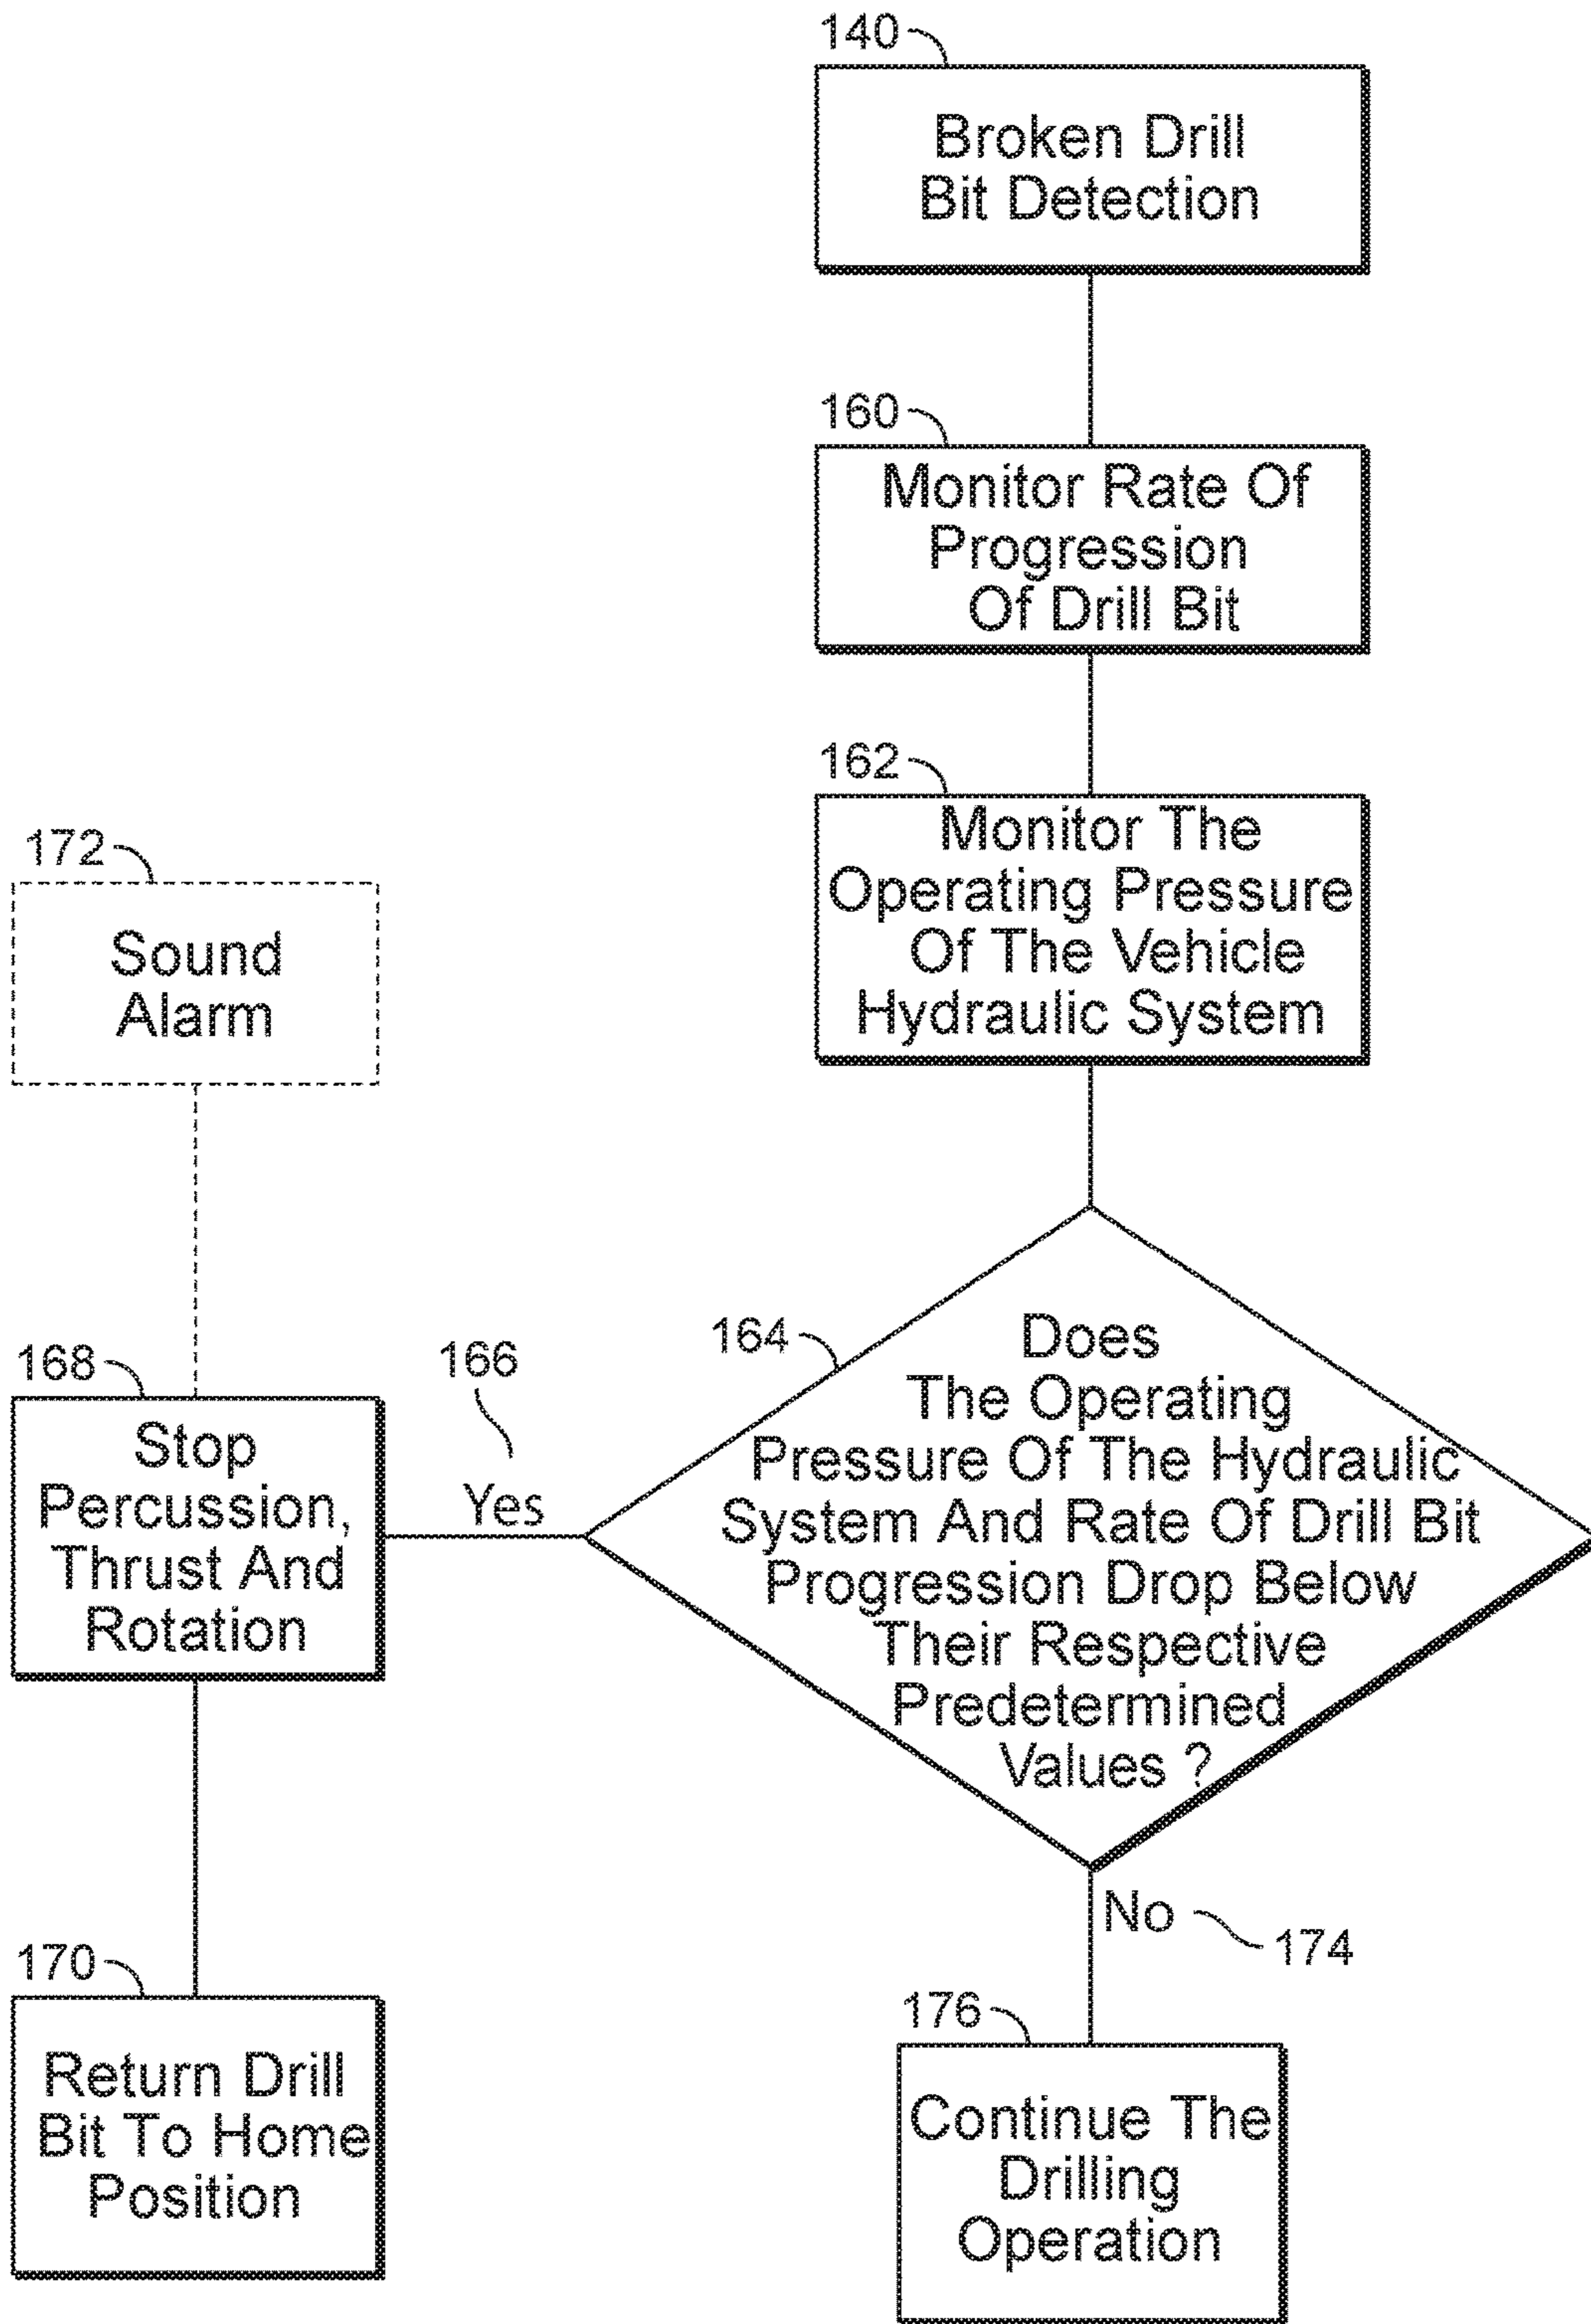 140
Broken Drill
Bit Detection
160
Monitor Rate Of
Progression
Of Drill Bit
162
Monitor The
Operating Pressure
Of The Vehicle
Hydraulic System
172
Sound
Alarm
164
Does
The Operating
Pressure Of The Hydraulic
System And Rate Of Drill Bit
Progression Drop Below
Their Respective
Predetermined
Values ?
166
Yes
168
Stop
Percussion,
Thrust And
Rotation
170
Return Drill
Bit To Home
Position
No
174
176
Continue The
Drilling
Operation